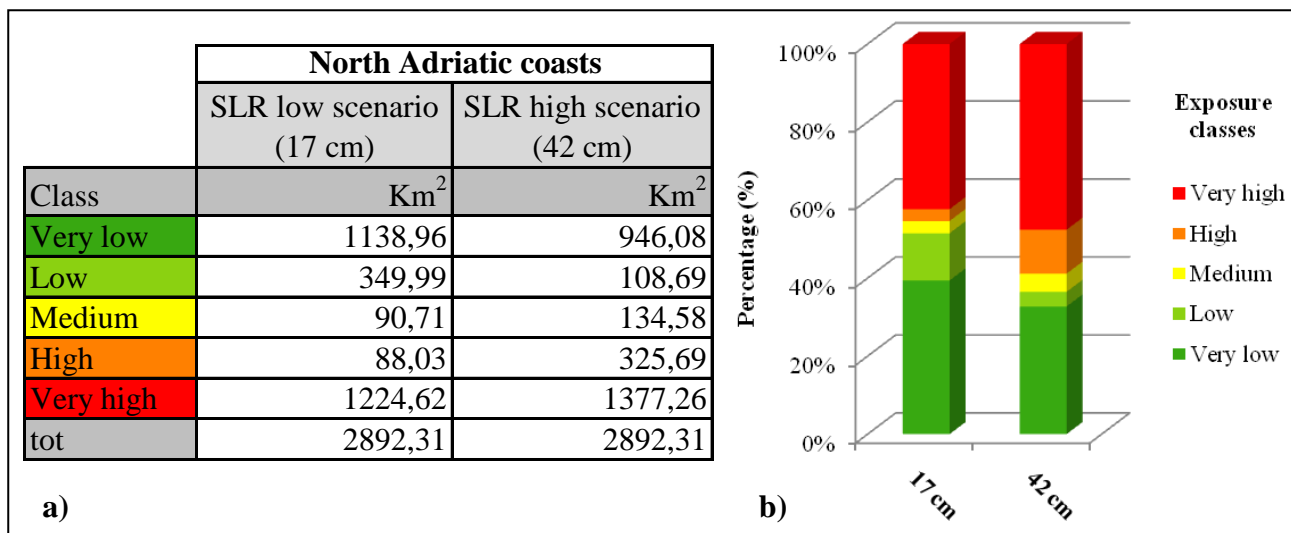 North Adriatic coasts
SLR low scenario (17 cm) SLR high scenario (42 cm)
Class Km² Km²
Very low 1138,96 946,08
Low 349,99 108,69
Medium 90,71 134,58
High 88,03 325,69
Very high 1224,62 1377,26
tot 2892,31 2892,31
a)
Percentage (%)
100%
80%
60%
40%
20%
0%
17 cm
42 cm
Exposure
classes
Very high
High
Medium
Low
Very low
b)